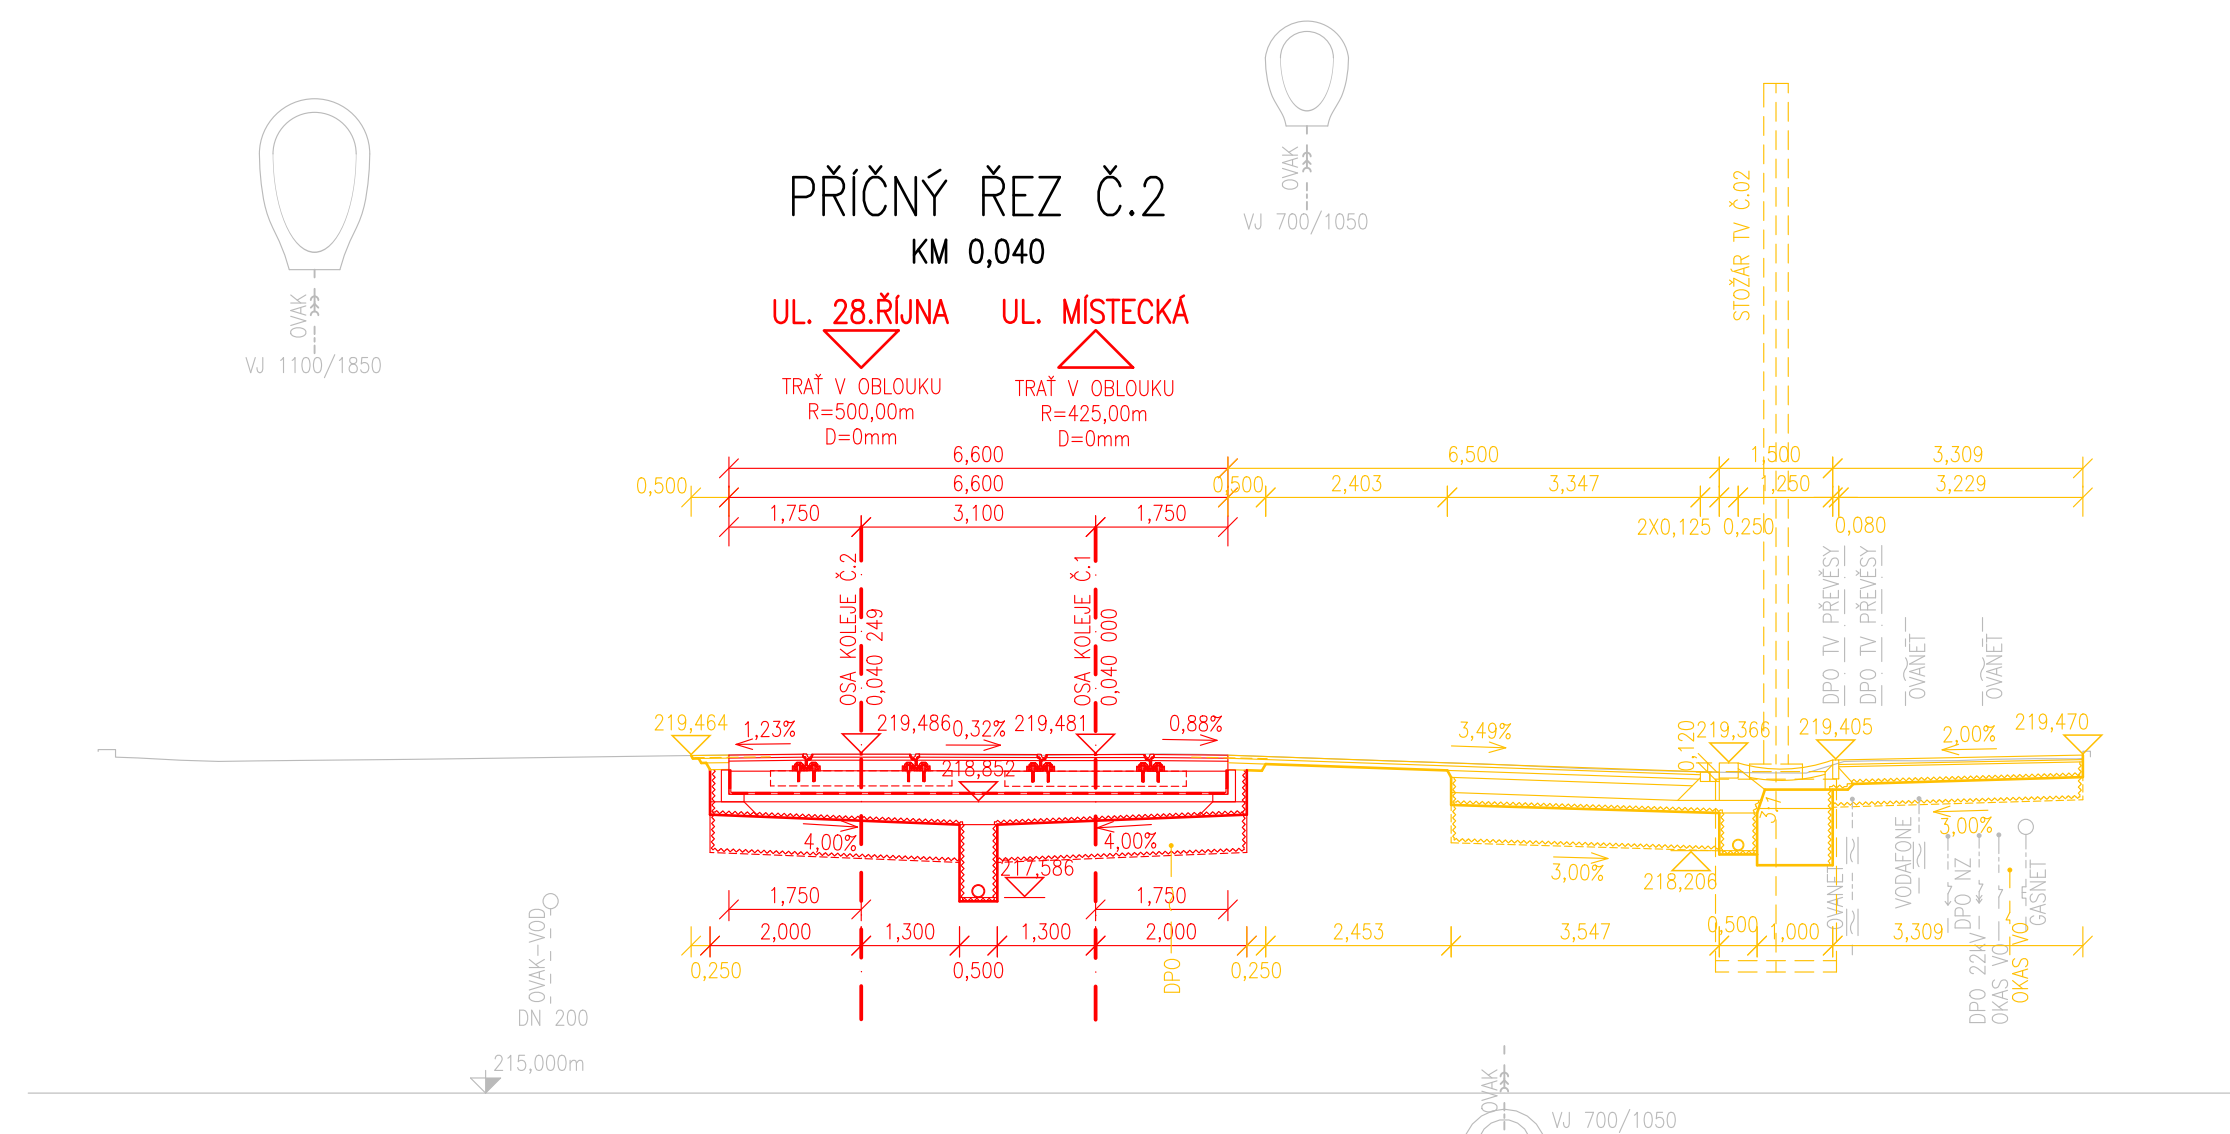 OVAK
VJ 1100/1850
OVAK
VJ 700/1050
PŘÍČNÝ ŘEZ Č.2
KM 0,040
UL. 28.ŘÍJNA
UL. MÍSTECKÁ
TRAŤ V OBLOUKU
R=500,00m
D=0mm
TRAŤ V OBLOUKU
R=425,00m
D=0mm
STOŽÁR TV Č.02
6,600
6,500
1,500
3,309
0,500
6,600
0,500
2,403
3,347
1,250
3,229
1,750
3,100
1,750
2X0,125
0,250
0,080
OSA KOLEJE Č.2
0,040 249
OSA KOLEJE Č.1
0,040 000
DPO TV PŘEVĚSY
DPO TV PŘEVĚSY
OVANET
OVANET
219,464
1,23%
219,486
0,32%
219,481
0,88%
3,49%
0,120
219,366
219,405
2,00%
219,470
218,852
3:1
4,00%
4,00%
217,586
3,00%
218,206
3,00%
OVANET
VODAFONE
DPO NZ
DPO 22kV
OKAS VO
OKAS VO
GASNET
1,750
1,750
2,000
1,300
1,300
2,000
2,453
3,547
0,500
1,000
3,309
0,250
0,500
0,250
DPO
OVAK-VOD
DN 200
215,000m
OVAK
VJ 700/1050